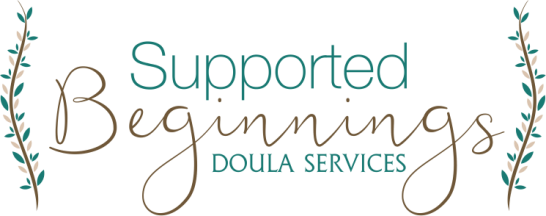 Supported
Beginnings
DOULA SERVICES